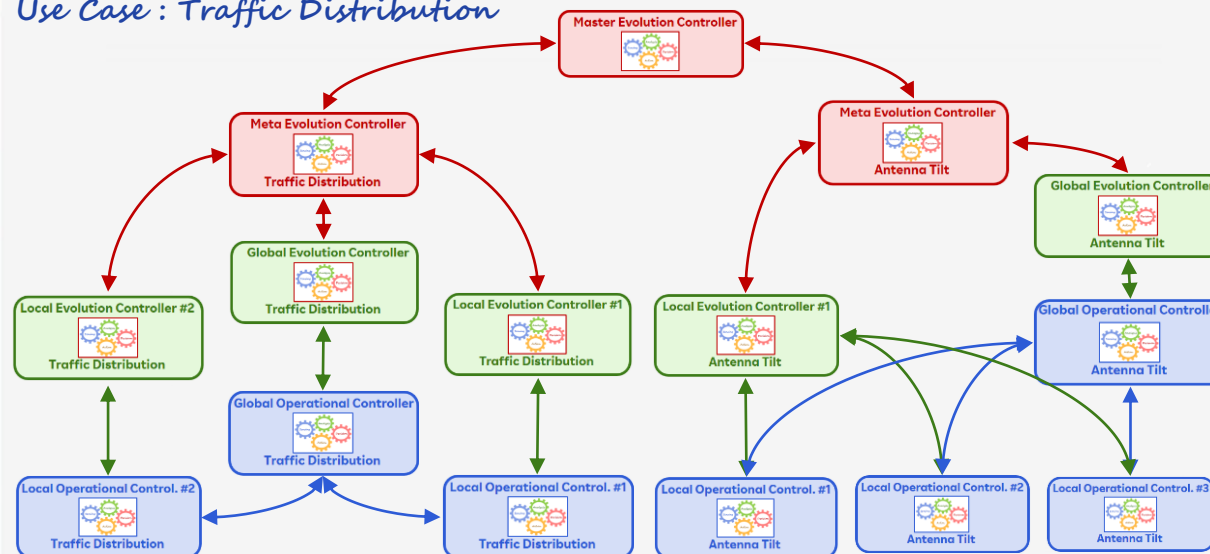 Use Case : Traffic Distribution
Master Evolution Controller
Meta Evolution Controller
Traffic Distribution
Meta Evolution Controller
Antenna Tilt
Global Evolution Controller
Antenna Tilt
Global Evolution Controller
Traffic Distribution
Local Evolution Controller #2
Traffic Distribution
Local Evolution Controller #1
Traffic Distribution
Local Evolution Controller #1
Antenna Tilt
Global Operational Controlle
Antenna Tilt
Global Operational Controller
Traffic Distribution
Local Operational Control. #2
Traffic Distribution
Local Operational Control. #1
Traffic Distribution
Local Operational Control. #1
Antenna Tilt
Local Operational Control. #2
Antenna Tilt
Local Operational Control. #3
Antenna Tilt